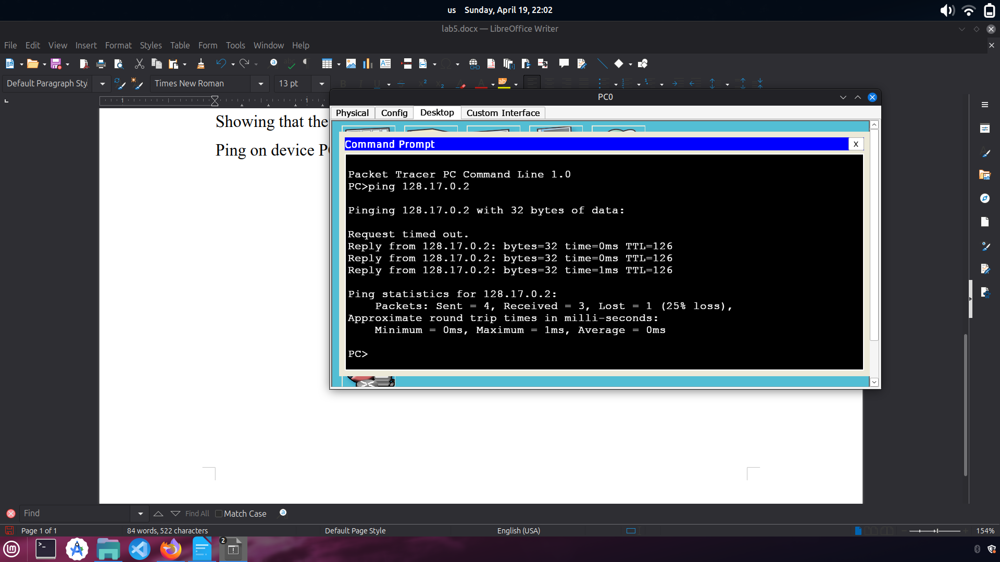 us Sunday, April 19, 22:02
lab5.docx — LibreOffice Writer
File Edit View Insert Format Styles Table Form Tools Window Help
Default Paragraph Sty
Times New Roman
13 pt
PC0
Physical Config Desktop Custom Interface
Showing that the
Ping on device P
Command Prompt
X
Packet Tracer PC Command Line 1.0
PC>ping 128.17.0.2
Pinging 128.17.0.2 with 32 bytes of data:
Request timed out.
Reply from 128.17.0.2: bytes=32 time=0ms TTL=126
Reply from 128.17.0.2: bytes=32 time=0ms TTL=126
Reply from 128.17.0.2: bytes=32 time=1ms TTL=126
Ping statistics for 128.17.0.2:
Packets: Sent = 4, Received = 3, Lost = 1 (25% loss),
Approximate round trip times in milli-seconds:
Minimum = 0ms, Maximum = 1ms, Average = 0ms
PC>
Find
Find All
Match Case
Page 1 of 1
84 words, 522 characters
Default Page Style
English (USA)
154%
2